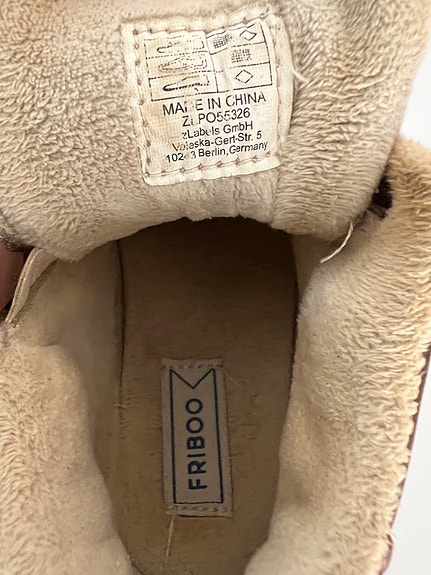 MADE IN CHINA
ZLPO55326
zLabels GmbH
Valeska-Gert-Str. 5
10243 Berlin,Germany
FRIBOO